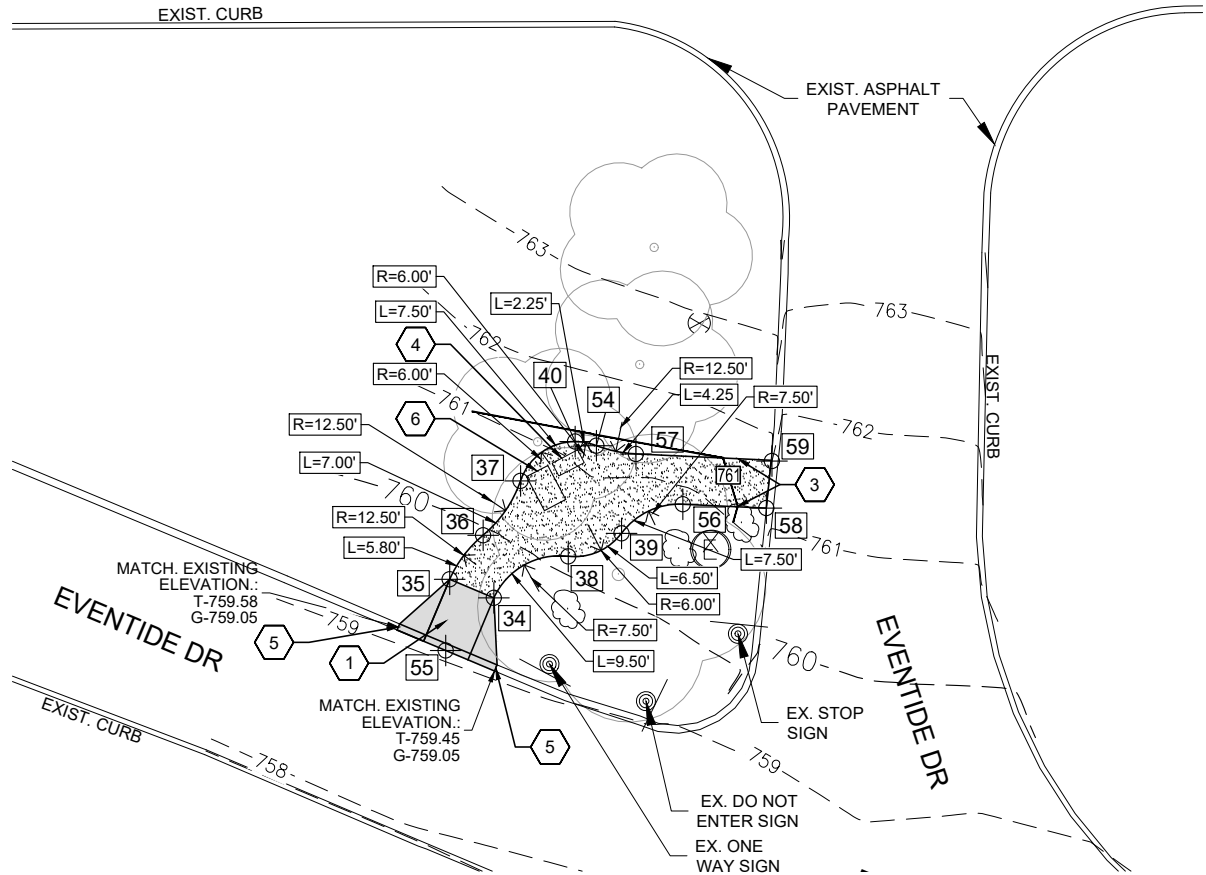 EXIST. CURB
EXIST. ASPHALT
PAVEMENT
763
763
R=6.00'
L=2.25'
L=7.50'
762
4
R=12.50'
40
R=6.00'
54
L=4.25
R=7.50'
EXIST. CURB
761
6
R=12.50'
57
762
59
37
L=7.00'
761
3
760
R=12.50'
36
56
58
39
761
L=5.80'
L=7.50'
MATCH. EXISTING
ELEVATION.:
T-759.58
G-759.05
35
38
L=6.50'
R=6.00'
EVENTIDE DR
759
34
R=7.50'
5
1
55
L=9.50'
760
EVENTIDE DR
MATCH. EXISTING
ELEVATION.:
T-759.45
G-759.05
5
EX. STOP
SIGN
EXIST. CURB
758
759
EX. DO NOT
ENTER SIGN
EX. ONE
WAY SIGN